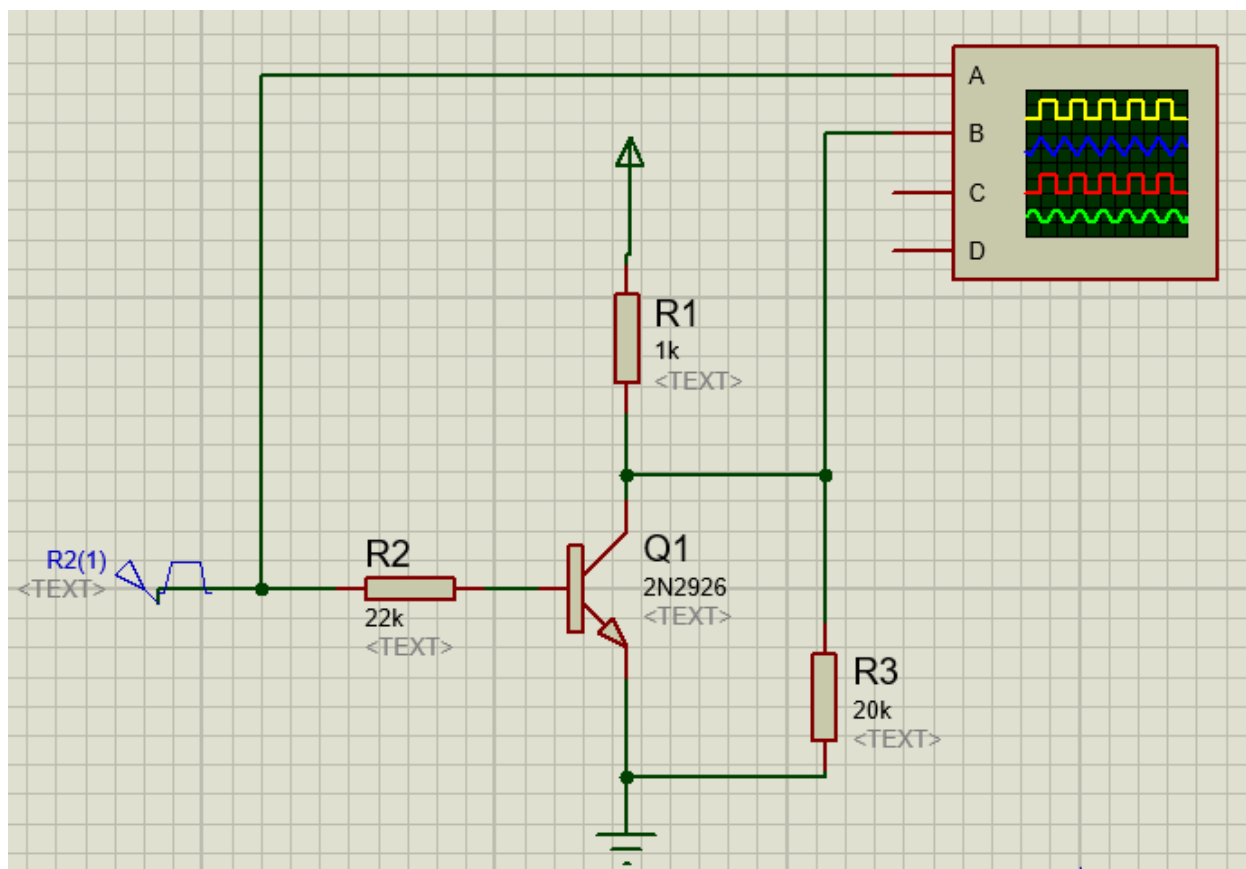 A
B
C
D
R1
1k
<TEXT>
R2(1)
<TEXT>
R2
22k
<TEXT>
Q1
2N2926
<TEXT>
R3
20k
<TEXT>